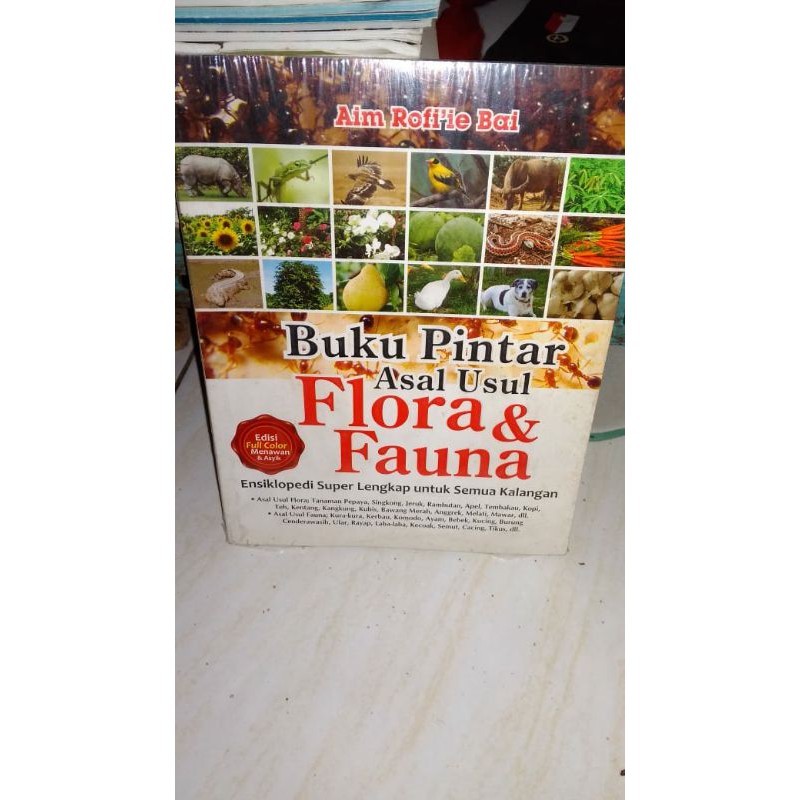 Aim Rofi'ie Bai
Buku Pintar
Asal Usul
Flora &
Fauna
Edisi
Full Color
Menawan
& Asyik
Ensiklopedi Super Lengkap untuk Semua Kalangan
• Asal Usul Flora; Tanaman Pepaya, Singkong, Jeruk, Rambutan, Apel, Tembakau, Kopi,
Teh, Kentang, Kangkung, Kubis, Bawang Merah, Anggrek, Melati, Mawar, dll.
• Asal Usul Fauna; Kura-kura, Kerbau, Komodo, Ayam, Bebek, Kucing, Burung
Cenderawasih, Ular, Rayap, Laba-laba, Kecoak, Semut, Cacing, Tikus, dll.